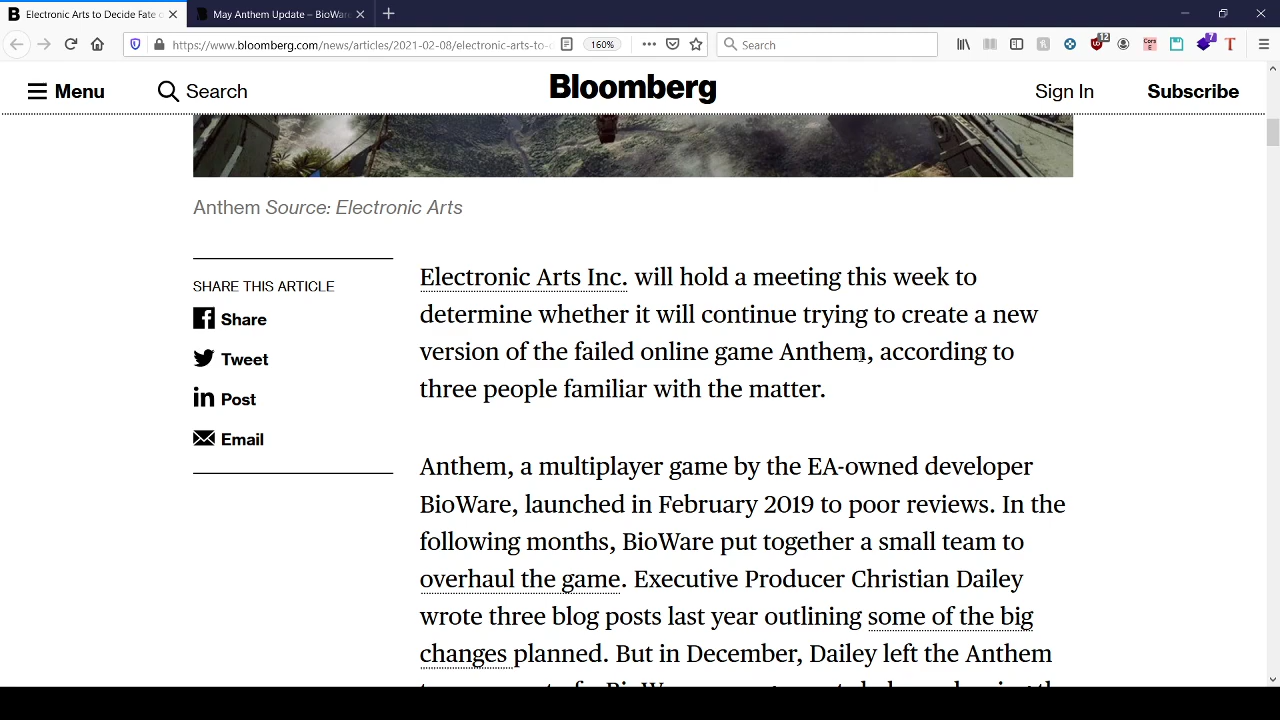 Electronic Arts to Decide Fate o
May Anthem Update – BioWar
https://www.bloomberg.com/news/articles/2021-02-08/electronic-arts-to-d
160%
Search
Menu
Search
Bloomberg
Sign In
Subscribe
Anthem Source: Electronic Arts
SHARE THIS ARTICLE
Share
Tweet
Post
Email
Electronic Arts Inc. will hold a meeting this week to
determine whether it will continue trying to create a new
version of the failed online game Anthem, according to
three people familiar with the matter.
Anthem, a multiplayer game by the EA-owned developer
BioWare, launched in February 2019 to poor reviews. In the
following months, BioWare put together a small team to
overhaul the game. Executive Producer Christian Dailey
wrote three blog posts last year outlining some of the big
changes planned. But in December, Dailey left the Anthem